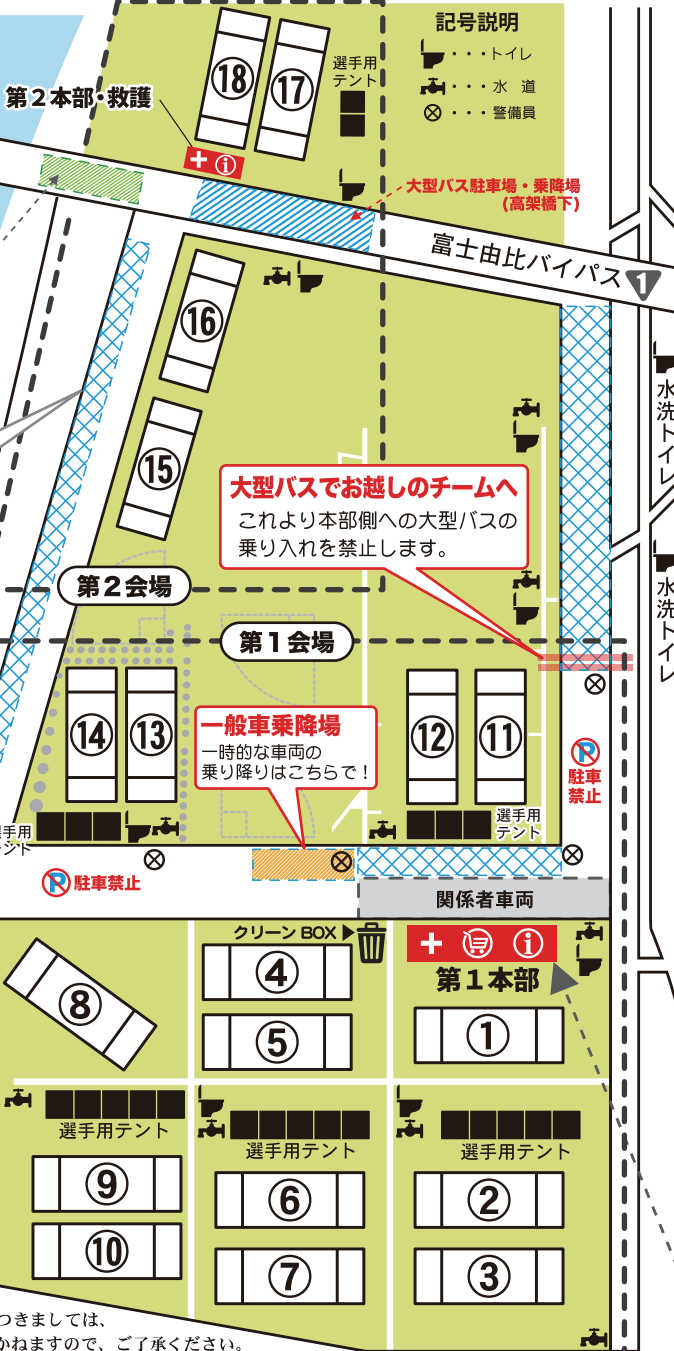 記号説明
・・・トイレ
・・・水　道
・・・警備員
18
17
選手用
テント
第2本部・救護
大型バス駐車場・乗降場
(高架橋下)
富士由比バイパス
1
16
15
水洗トイレ
大型バスでお越しのチームへ
これより本部側への大型バスの
乗り入れを禁止します。
第2会場
水洗トイレ
第1会場
14
13
12
11
一般車乗降場
一時的な車両の
乗り降りはこちらで！
P
駐車
禁止
選手用
テント
選手用
テント
P 駐車禁止
関係者車両
クリーン BOX ▶
第1本部
4
5
8
1
選手用テント
選手用テント
選手用テント
9
10
6
7
2
3
つきましては、
かねますので、ご了承ください。